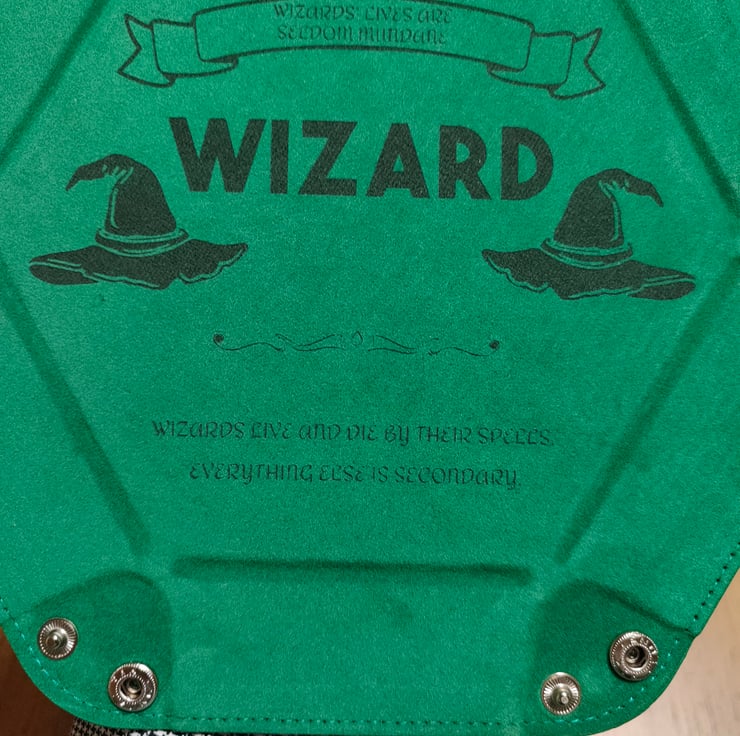 WIZARDS' LIVES ARE
SELDOM MUNDANE
WIZARD
WIZARDS LIVE AND DIE BY THEIR SPELLS.
EVERYTHING ELSE IS SECONDARY.